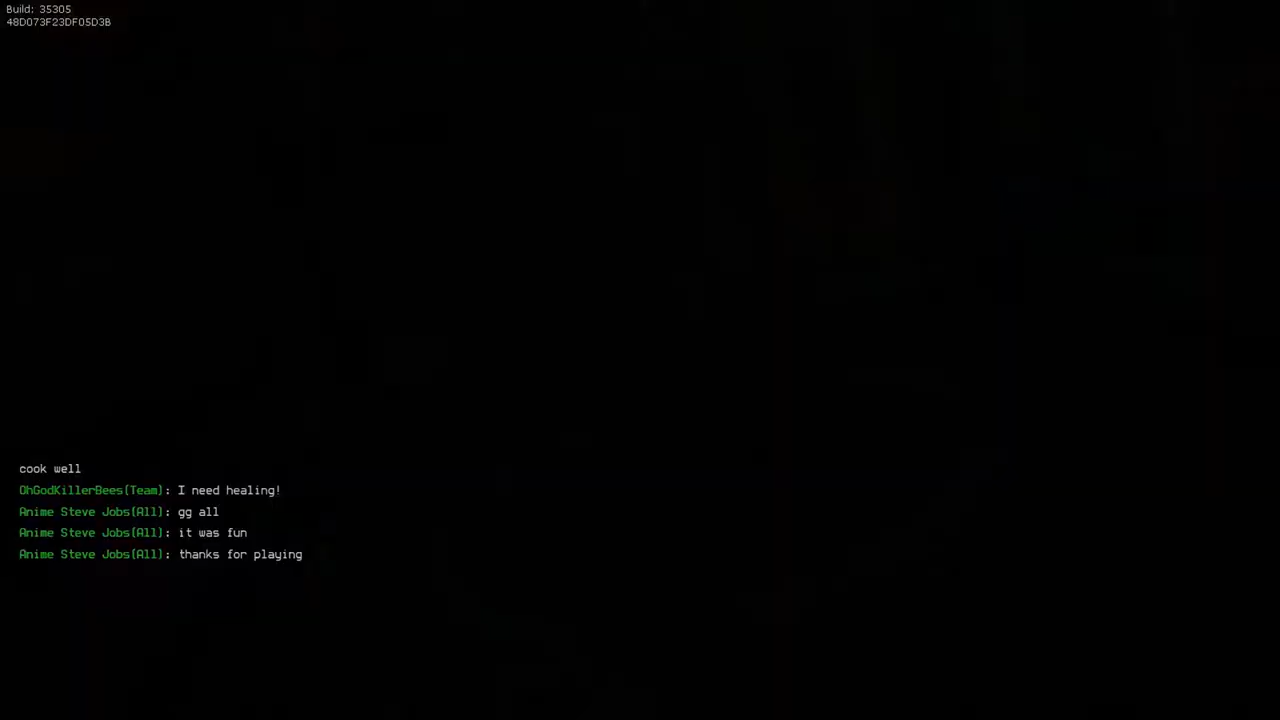 Build: 35305
48D073F23DF05D3B
cook well
OhGodKillerBees(Team): I need healing!
Anime Steve Jobs(All): gg all
Anime Steve Jobs(All): it was fun
Anime Steve Jobs(All): thanks for playing